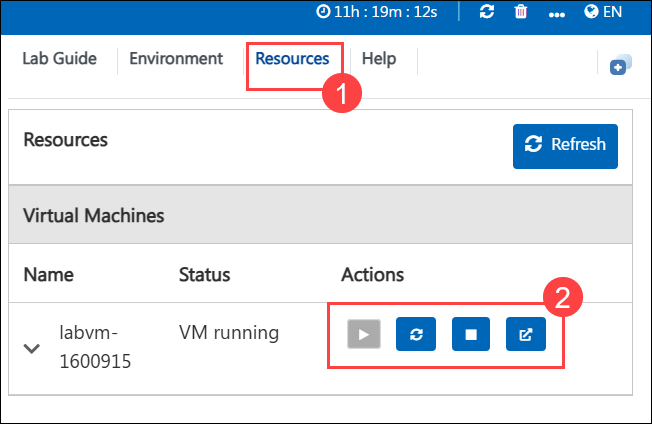 11h : 19m : 12s EN
Lab Guide Environment Resources Help
1
Resources Refresh
Virtual Machines
Name Status Actions
2
labvm-
1600915 VM running